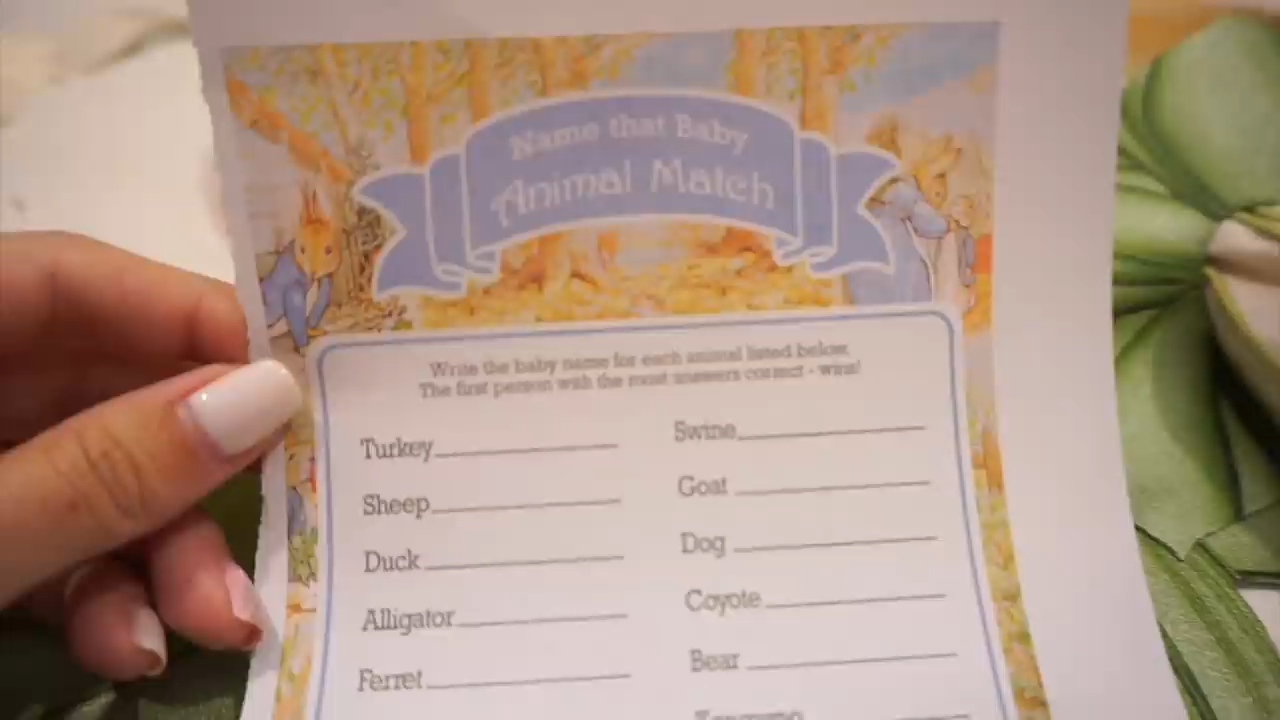 Name that Baby
Animal Match
Write the baby name for each animal listed below.
The first person with the most answers correct - wins!
Turkey
Sheep
Duck
Alligator
Ferret
Swine
Goat
Dog
Coyote
Bear